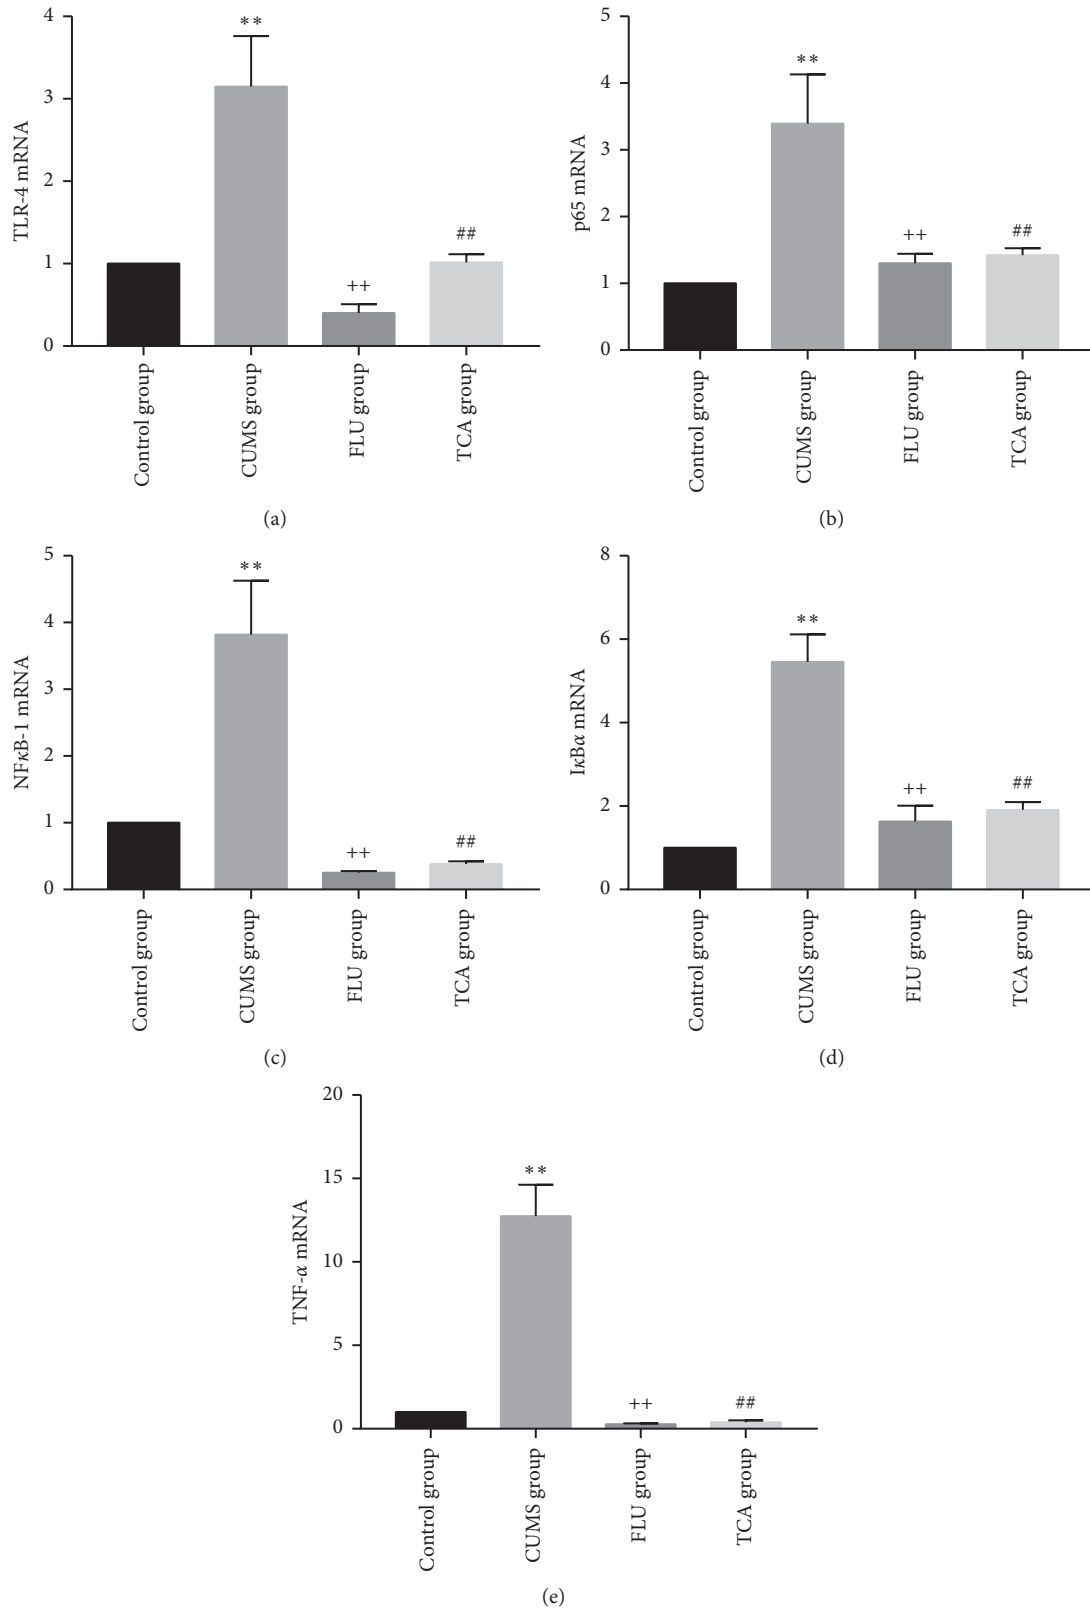 4
3
2
1
0
TLR-4 mRNA
**
++
##
Control group
CUMS group
FLU group
TCA group
(a)
5
4
3
2
1
0
p65 mRNA
**
++
##
Control group
CUMS group
FLU group
TCA group
(b)
5
4
3
2
1
0
NFκB-1 mRNA
**
++
##
Control group
CUMS group
FLU group
TCA group
(c)
8
6
4
2
0
IκBα mRNA
**
++
##
Control group
CUMS group
FLU group
TCA group
(d)
20
15
10
5
0
TNF-α mRNA
**
++
##
Control group
CUMS group
FLU group
TCA group
(e)